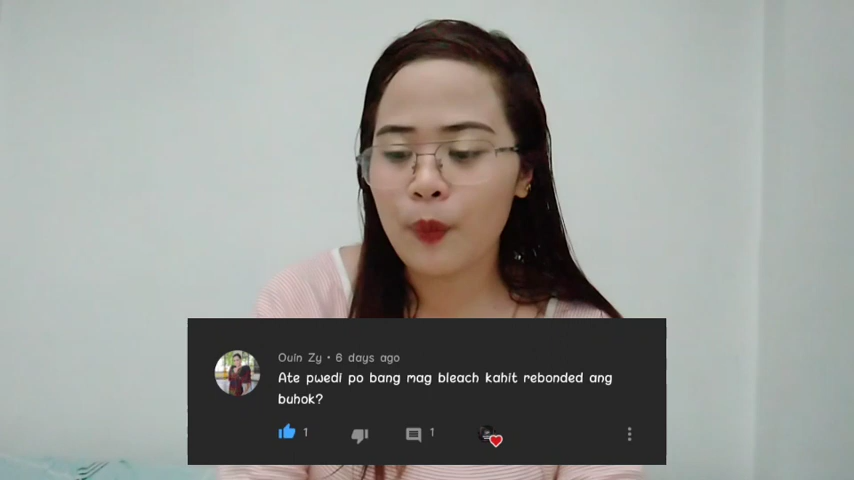 Ouin Zy • 6 days ago
Ate pwedi po bang mag bleach kahit rebonded ang
buhok?
1 1